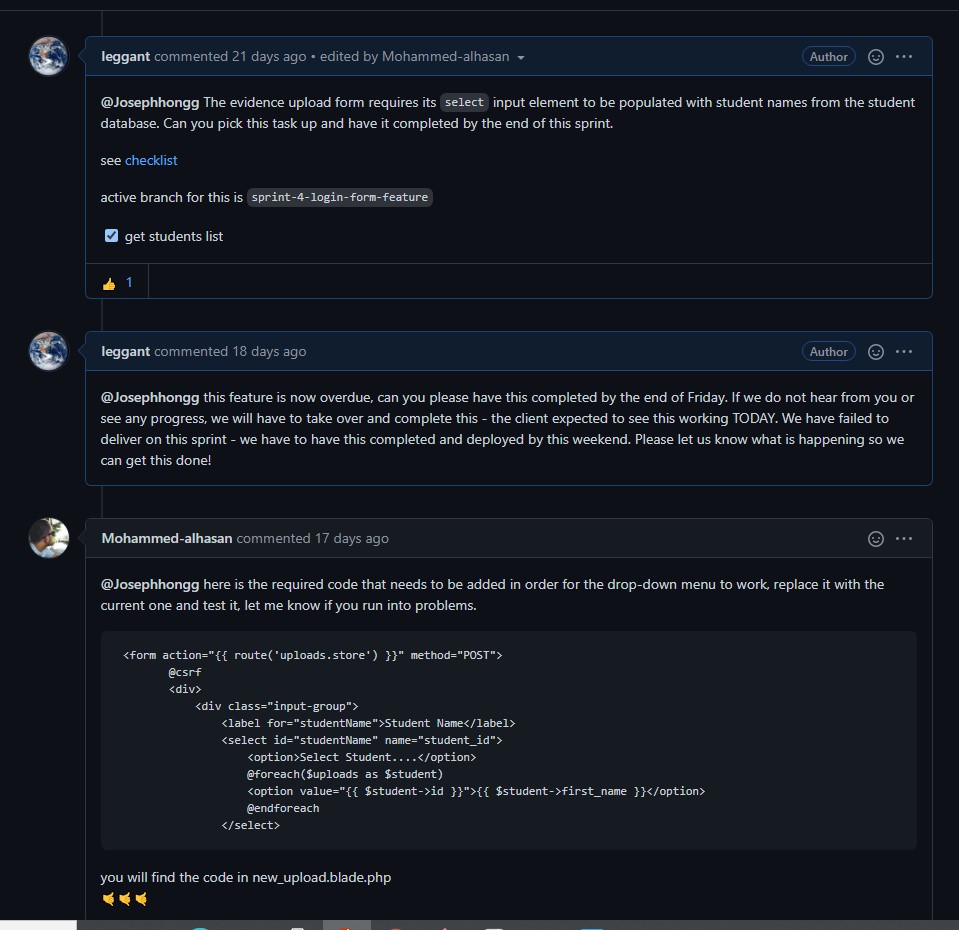 leggant commented 21 days ago • edited by Mohammed-alhasan
Author
@Josephhongg The evidence upload form requires its select input element to be populated with student names from the student
database. Can you pick this task up and have it completed by the end of this sprint.
see checklist
active branch for this is sprint-4-login-form-feature
get students list
1
leggant commented 18 days ago
Author
@Josephhongg this feature is now overdue, can you please have this completed by the end of Friday. If we do not hear from you or
see any progress, we will have to take over and complete this - the client expected to see this working TODAY. We have failed to
deliver on this sprint - we have to have this completed and deployed by this weekend. Please let us know what is happening so we
can get this done!
Mohammed-alhasan commented 17 days ago
@Josephhongg here is the required code that needs to be added in order for the drop-down menu to work, replace it with the
current one and test it, let me know if you run into problems.
<form action="{{ route('uploads.store') }}" method="POST">
@csrf
<div>
<div class="input-group">
<label for="studentName">Student Name</label>
<select id="studentName" name="student_id">
<option>Select Student....</option>
@foreach($uploads as $student)
<option value="{{ $student->id }}">{{ $student->first_name }}</option>
@endforeach
</select>
you will find the code in new_upload.blade.php